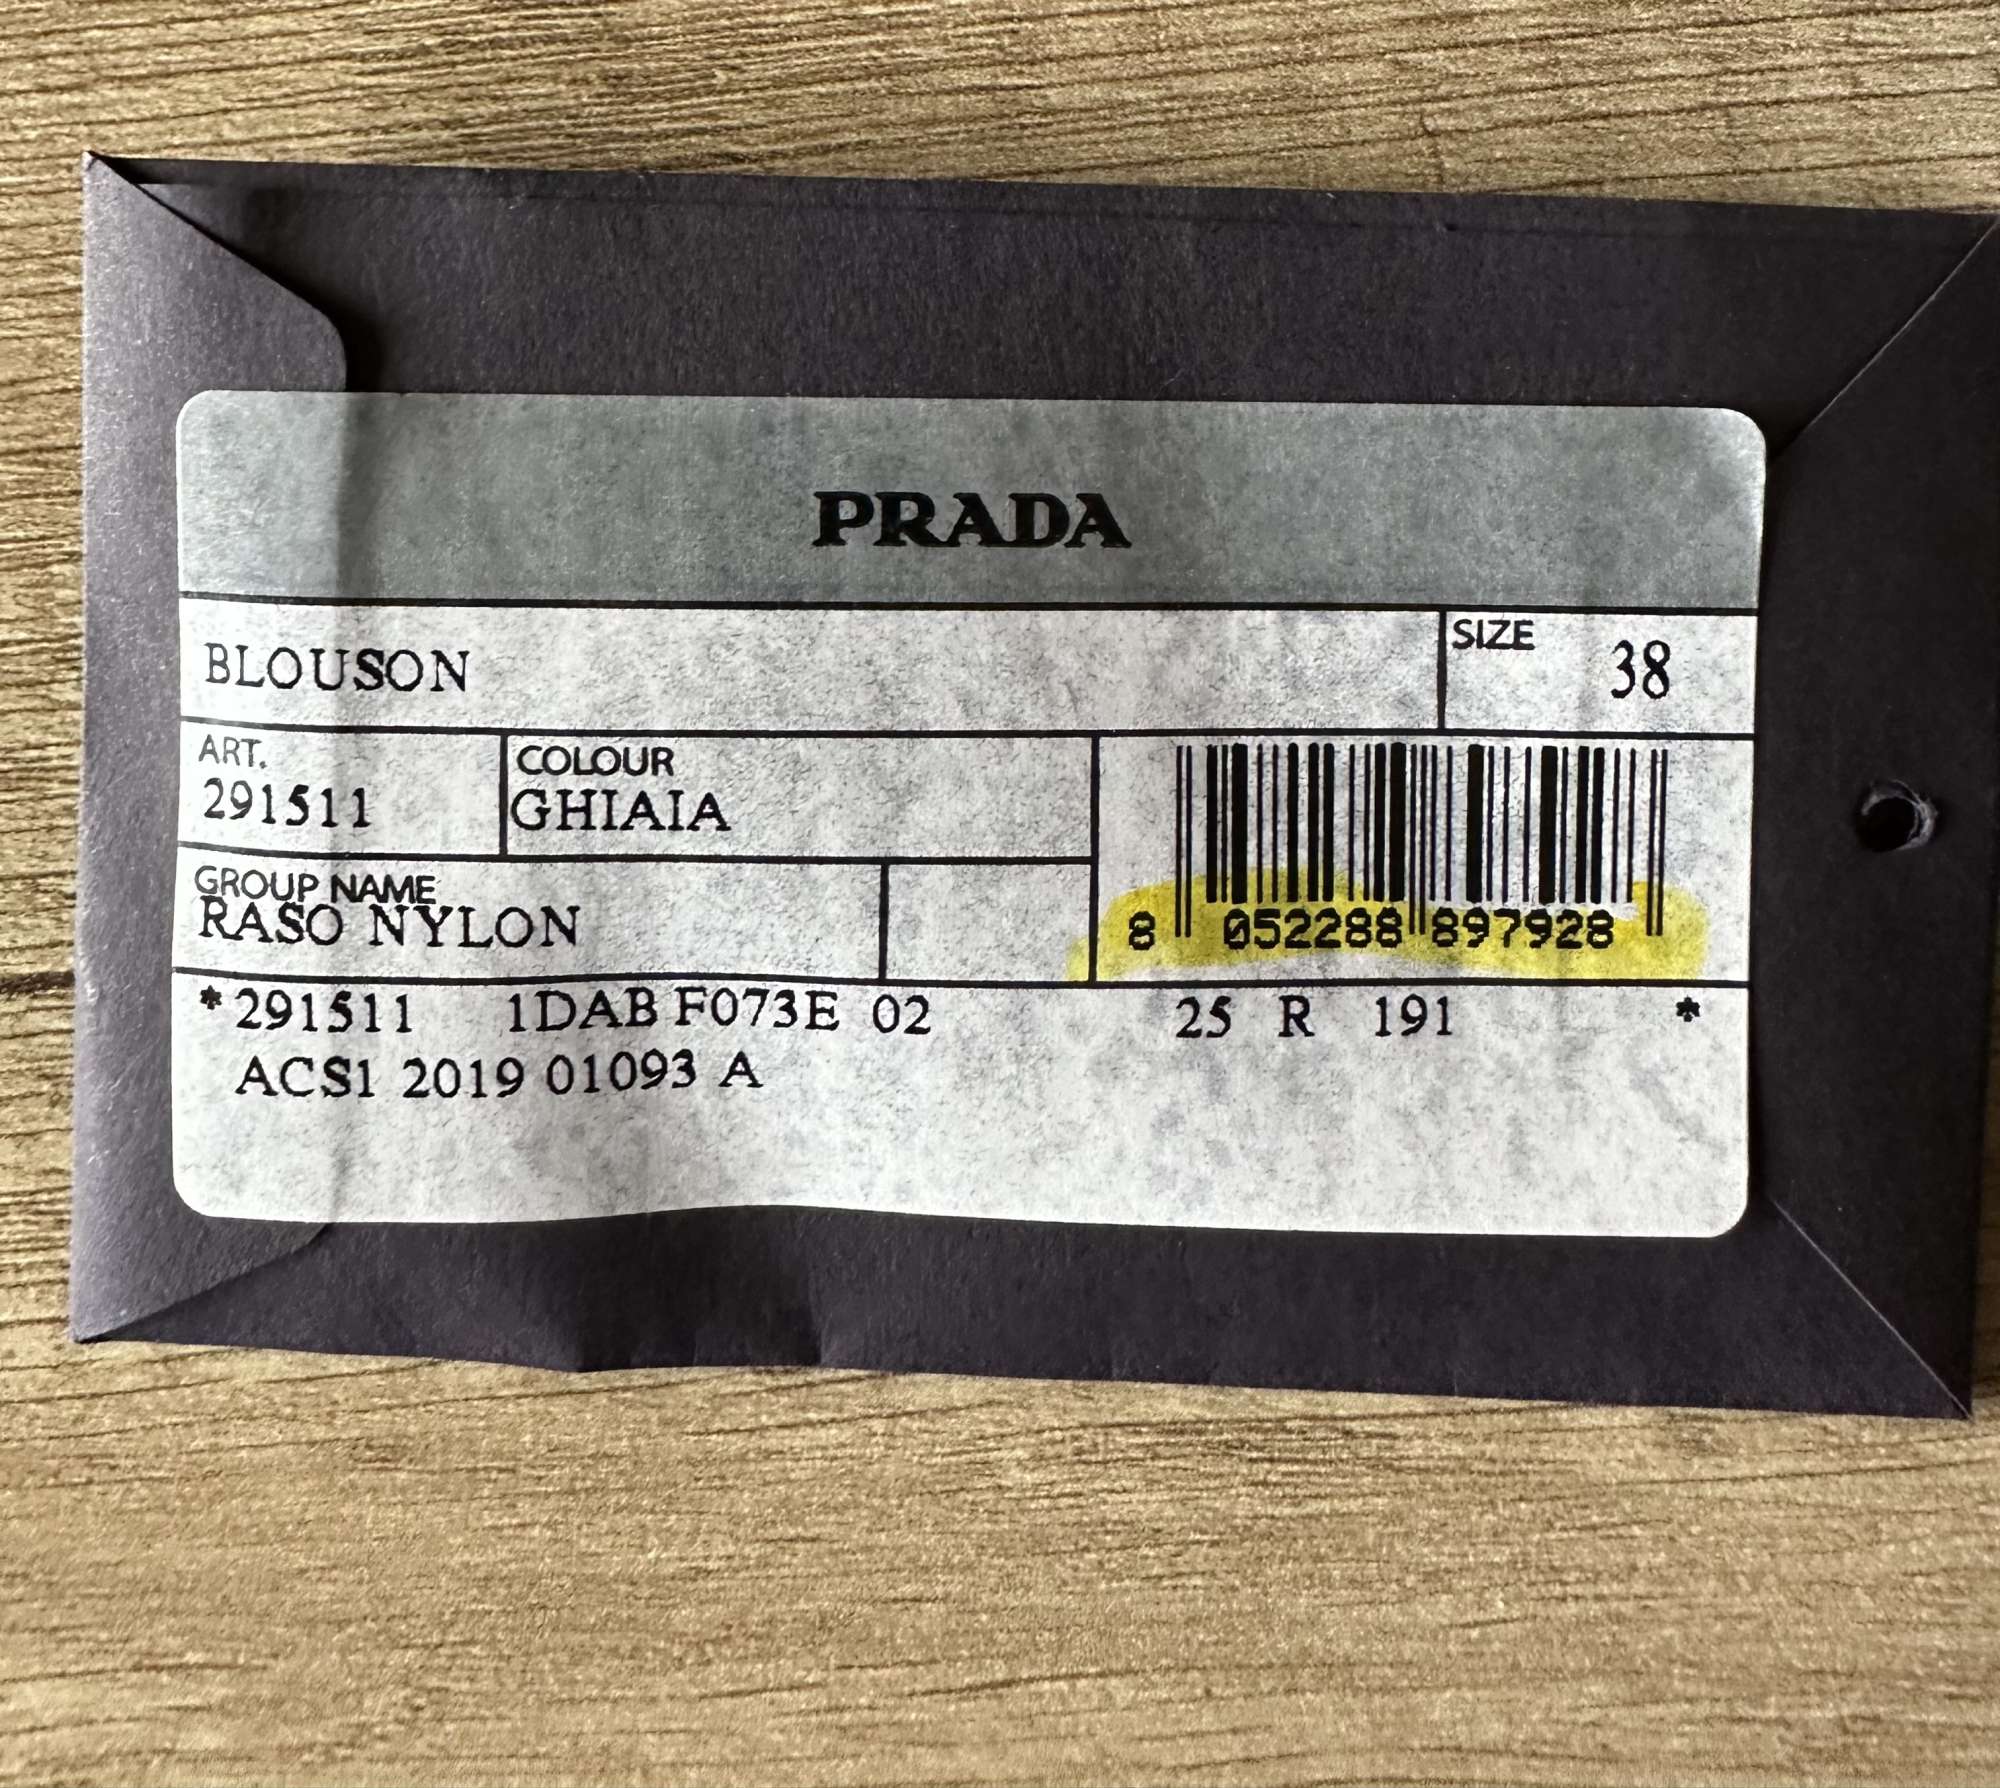 PRADA
BLOUSON
SIZE 38
ART.
291511
COLOUR
GHIAIA
GROUP NAME
RASO NYLON
8 052288 897928
* 291511 1DAB F073E 02 25 R 191 *
ACS1 2019 01093 A